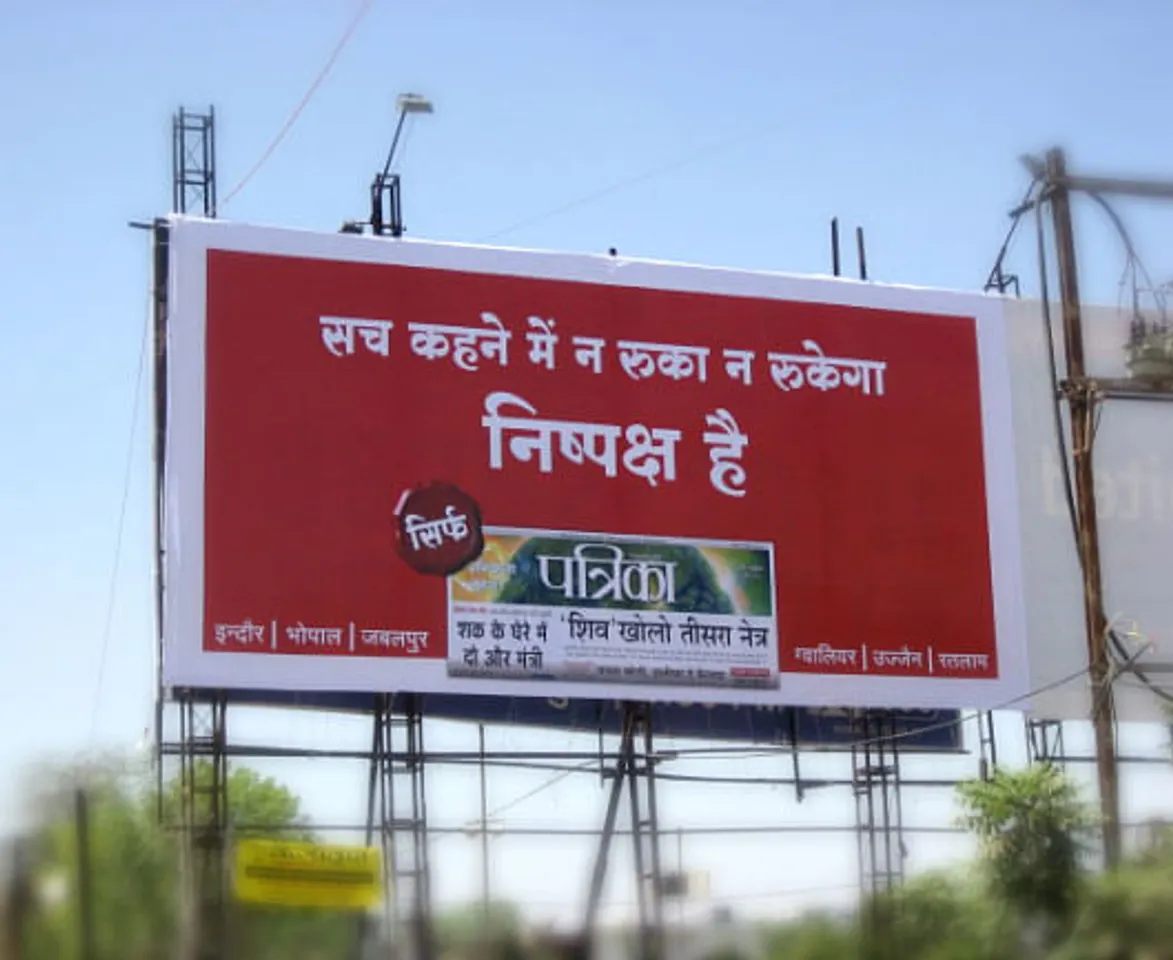 सच कहने में न रुका न रुकेगा
निष्पक्ष है
सिर्फ
पत्रिका
शक के घेरे में
दो और मंत्री
'शिव' खोलो तीसरा नेत्र
इन्दौर | भोपाल | जबलपुर
ग्वालियर | उज्जैन | रतलाम